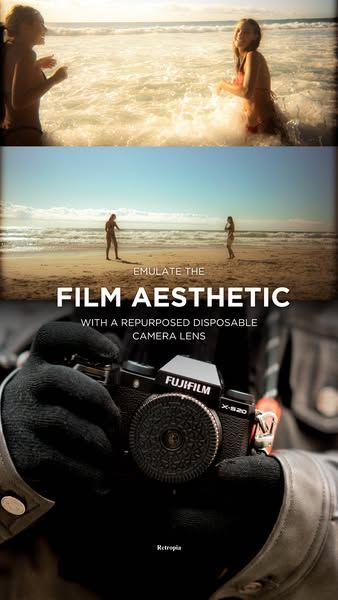 EMULATE THE
FILM AESTHETIC
WITH A REPURPOSED DISPOSABLE
CAMERA LENS
FUJIFILM
X-S20
Retropia